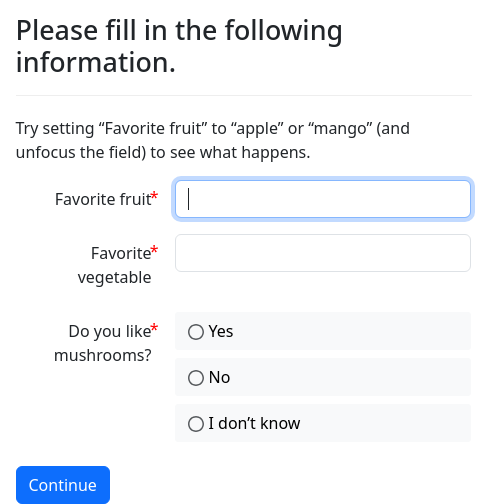 Please fill in the following
information.
Try setting “Favorite fruit” to “apple” or “mango” (and
unfocus the field) to see what happens.
Favorite fruit*
Favorite*
vegetable
Do you like*
mushrooms?
Yes
No
I don’t know
Continue